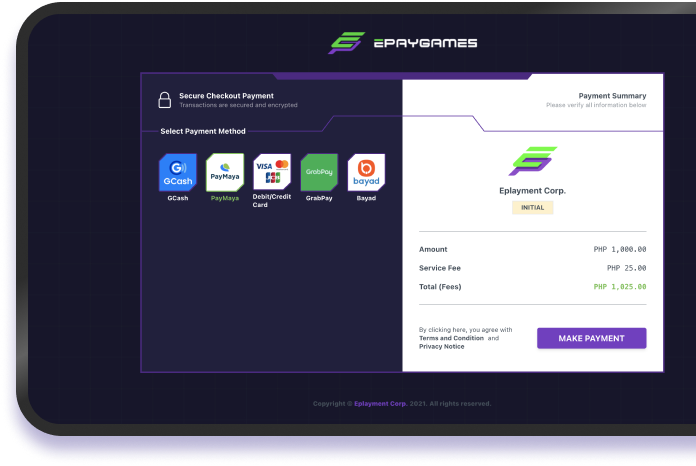 EPAYGAMES
Secure Checkout Payment
Transactions are secured and encrypted
Select Payment Method
G))
GCash
PayMaya
VISA
JCB
GrabPay
bayad
GCash
PayMaya
Debit/Credit
Card
GrabPay
Bayad
Payment Summary
Please verify all information below
Eplayment Corp.
INITIAL
Amount PHP 1,000.00
Service Fee PHP 25.00
Total (Fees) PHP 1,025.00
By clicking here, you agree with
Terms and Condition and
Privacy Notice
MAKE PAYMENT
Copyright © Eplayment Corp. 2021. All rights reserved.